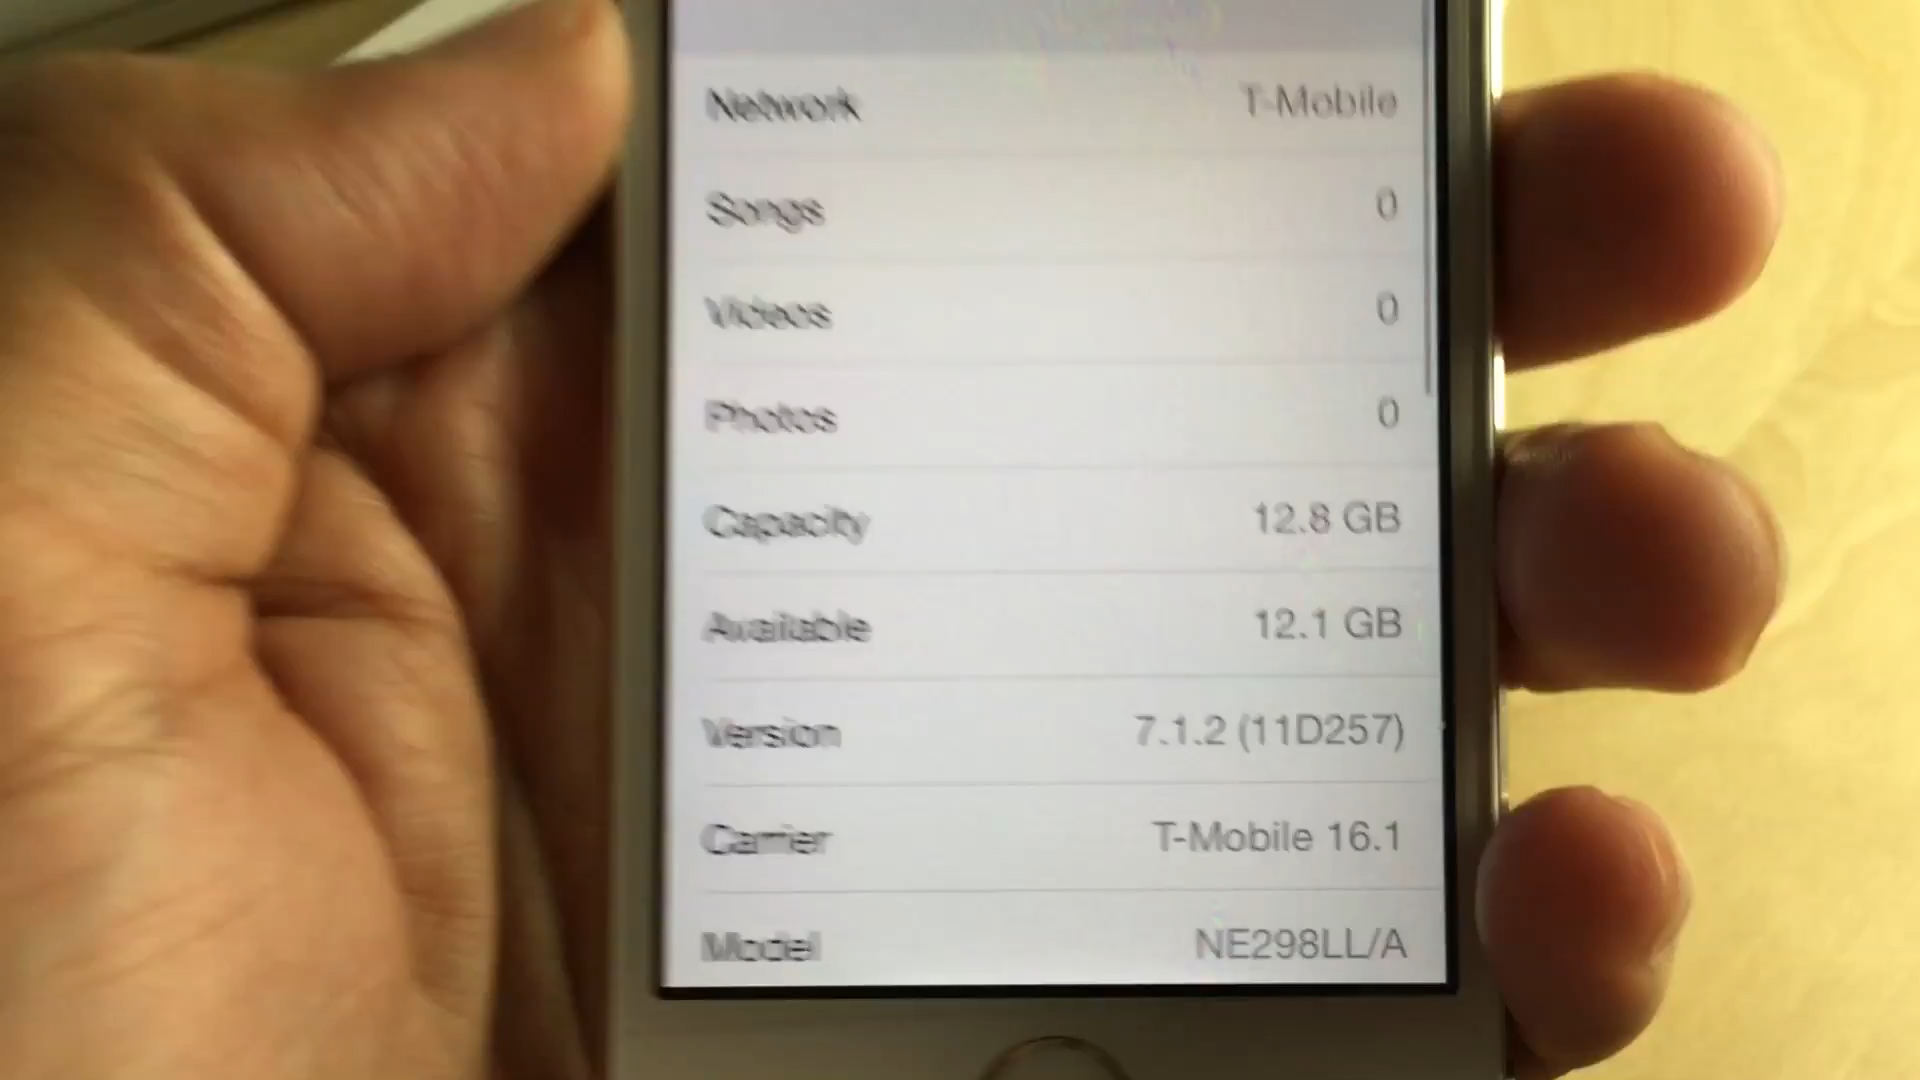 Network T-Mobile
Songs 0
Videos 0
Photos 0
Capacity 12.8 GB
Available 12.1 GB
Version 7.1.2 (11D257)
Carrier T-Mobile 16.1
Model NE298LL/A